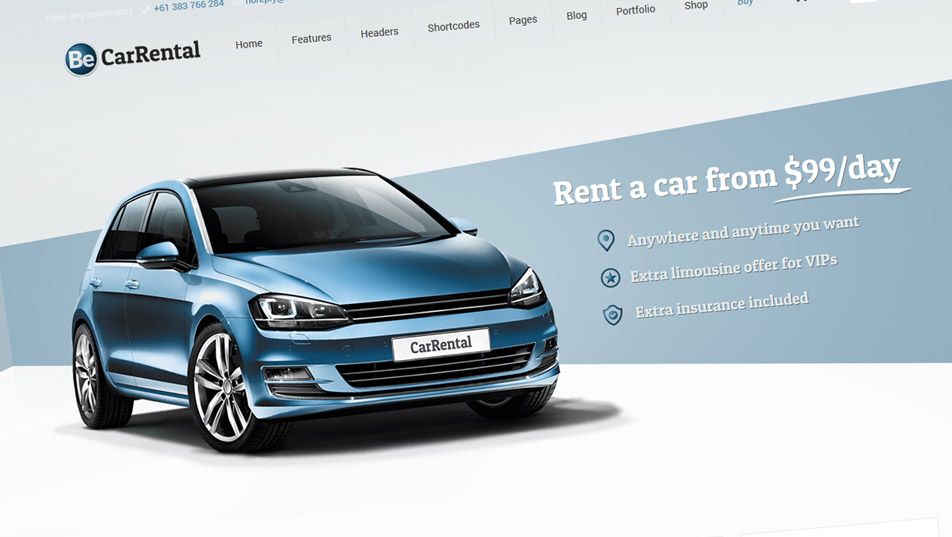 Have any questions? +61 383 766 284
Be CarRental
Home Features Headers Shortcodes Pages Blog Portfolio Shop Buy
Rent a car from $99/day
Anywhere and anytime you want
Extra limousine offer for VIPs
Extra insurance included
CarRental